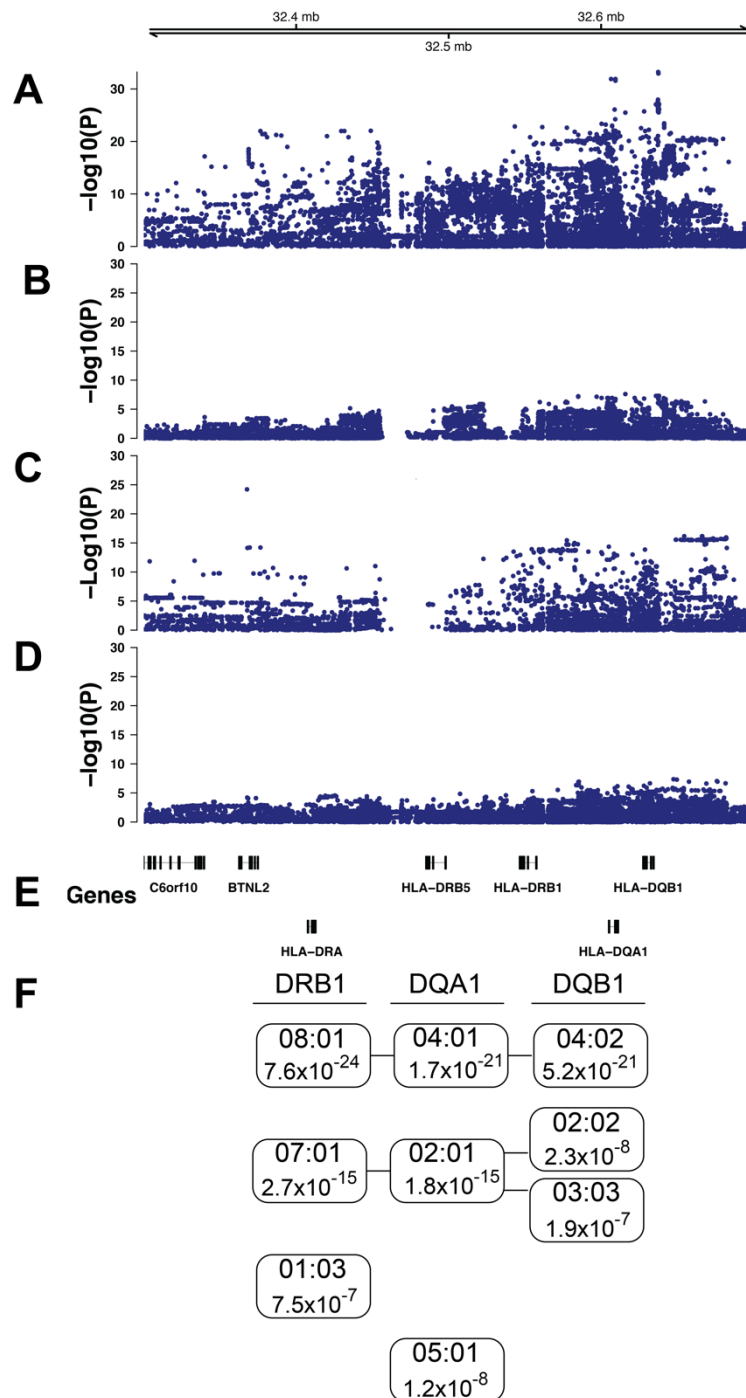 32.4 mb
32.6 mb
32.5 mb
A
−log10(P)
30
20
10
0
B
−log10(P)
30
25
20
15
10
5
0
C
−Log10(P)
30
25
20
15
10
5
0
D
−log10(P)
30
25
20
15
10
5
0
E
Genes
C6orf10 BTNL2 HLA−DRB5 HLA−DRB1 HLA−DQB1
HLA−DRA HLA−DQA1
F
DRB1 DQA1 DQB1
08:01 04:01 04:02
7.6x10⁻²⁴ 1.7x10⁻²¹ 5.2x10⁻²¹
02:02
2.3x10⁻⁸
07:01 02:01
2.7x10⁻¹⁵ 1.8x10⁻¹⁵
03:03
1.9x10⁻⁷
01:03
7.5x10⁻⁷
05:01
1.2x10⁻⁸